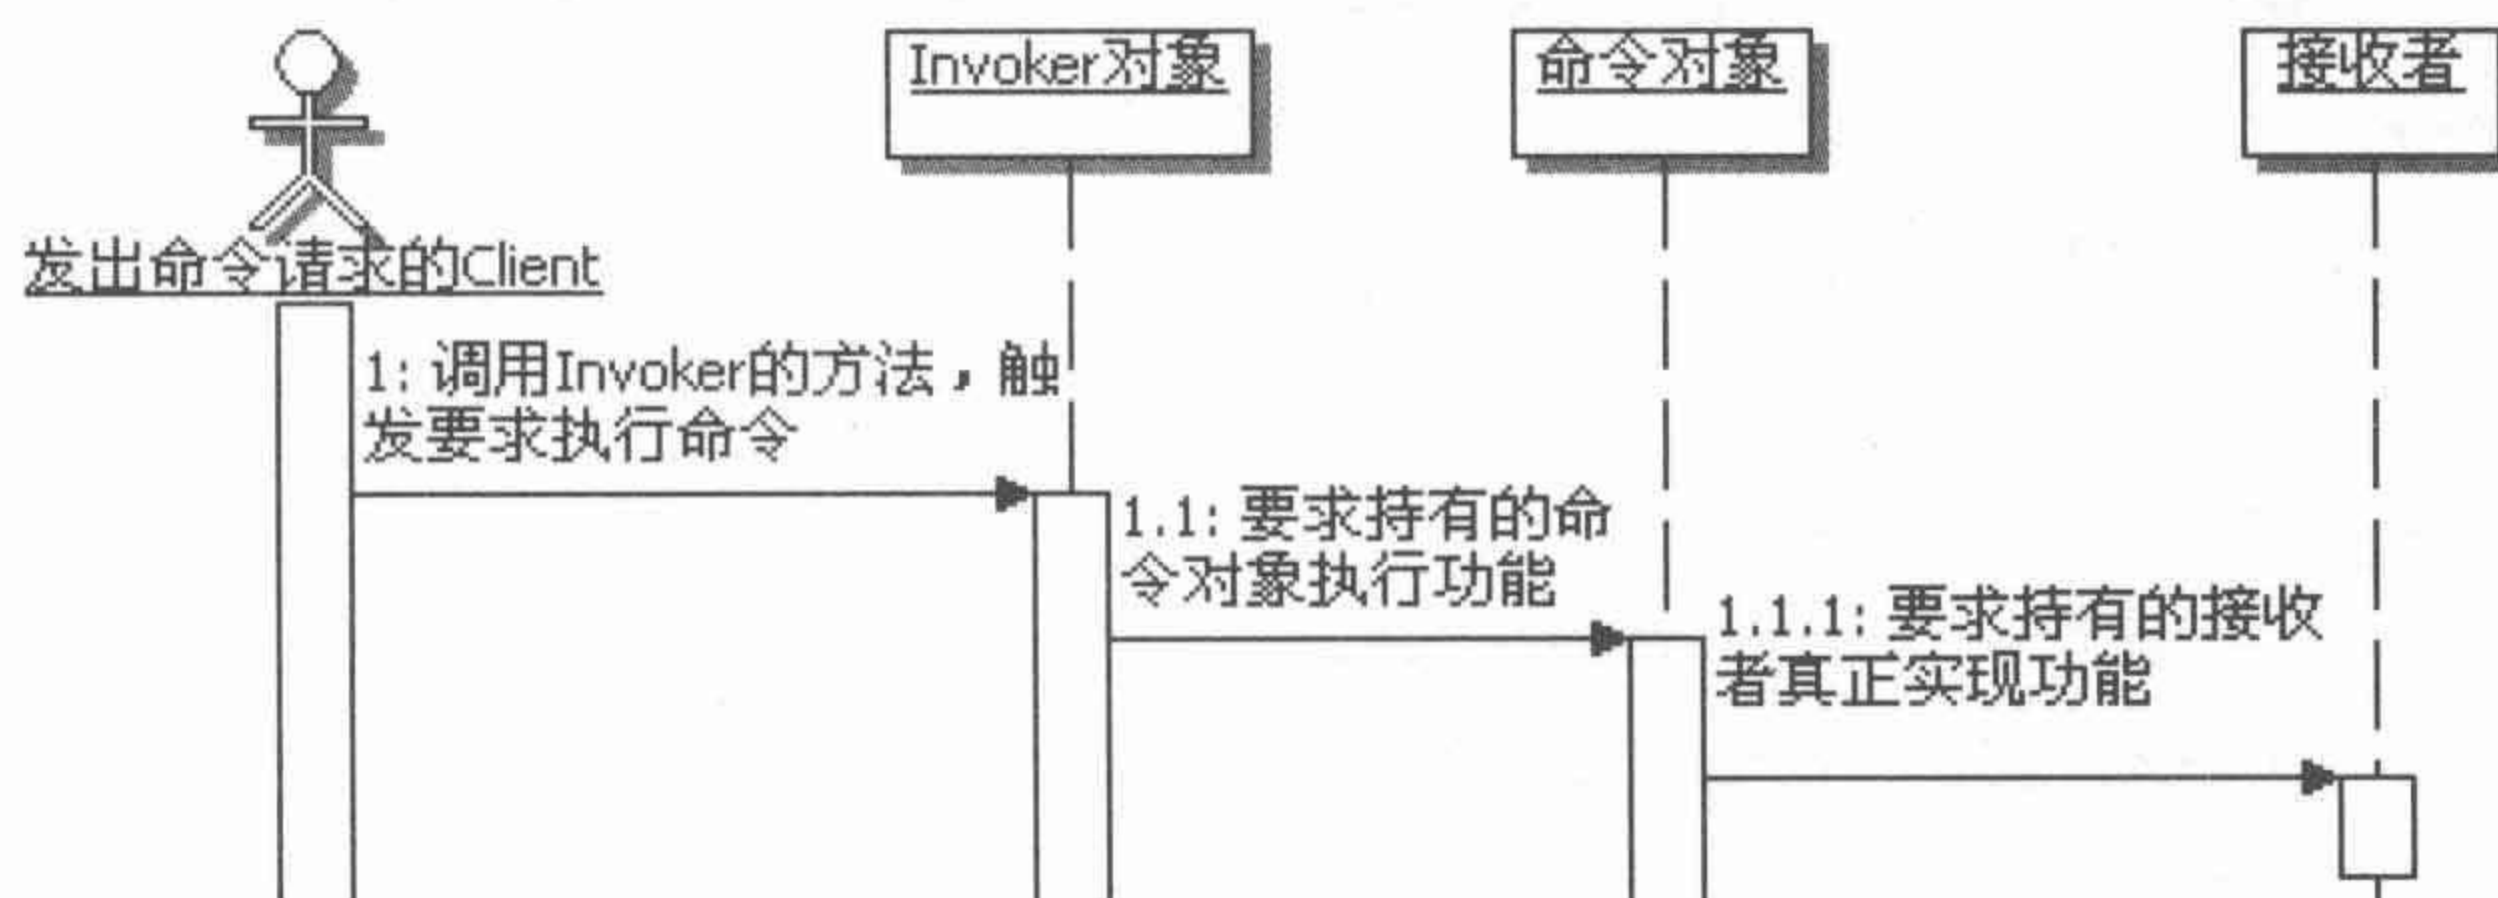 Invoker对象
命令对象
接收者
发出命令请求的Client
1: 调用Invoker的方法，触
发要求执行命令
1.1: 要求持有的命
令对象执行功能
1.1.1: 要求持有的接收
者真正实现功能